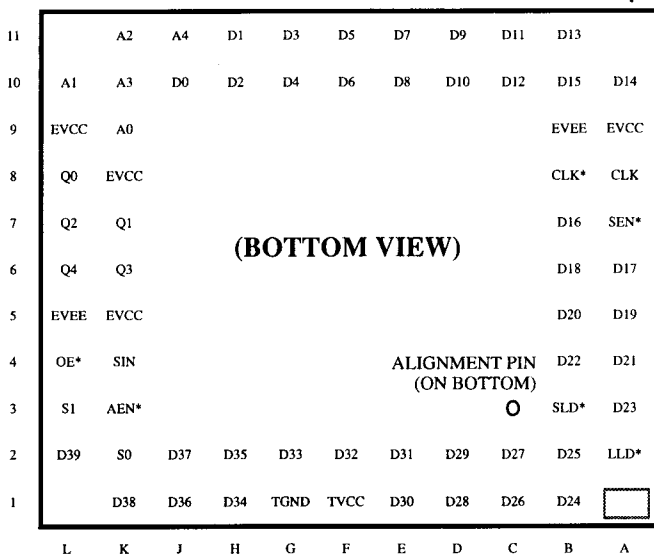 11 A2 A4 D1 D3 D5 D7 D9 D11 D13
10 A1 A3 D0 D2 D4 D6 D8 D10 D12 D15 D14
9 EVCC A0 EVEE EVCC
8 Q0 EVCC CLK* CLK
7 Q2 Q1 D16 SEN*
(BOTTOM VIEW)
6 Q4 Q3 D18 D17
5 EVEE EVCC D20 D19
4 OE* SIN ALIGNMENT PIN D22 D21
(ON BOTTOM)
3 S1 AEN* SLD* D23
2 D39 S0 D37 D35 D33 D32 D31 D29 D27 D25 LLD*
1 D38 D36 D34 TGND TVCC D30 D28 D26 D24
L K J H G F E D C B A